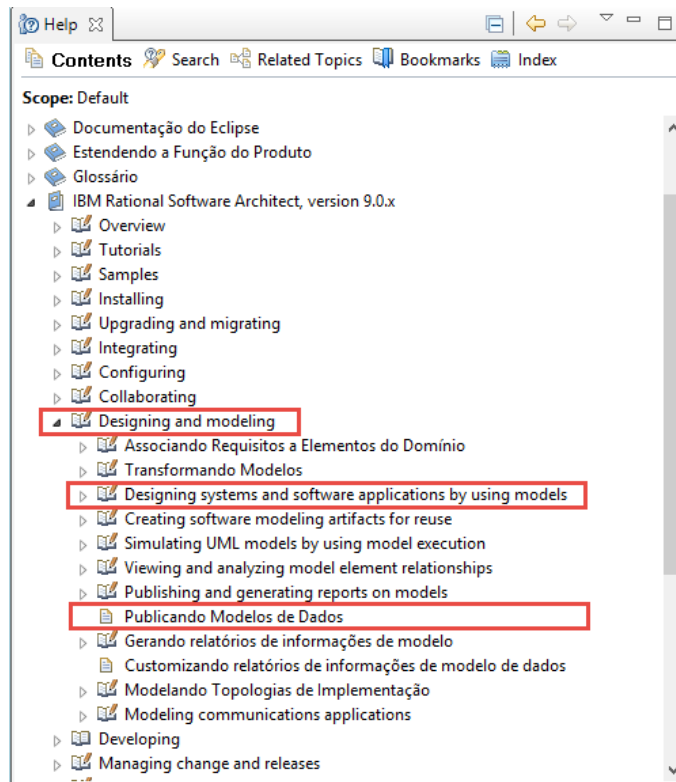 Help
Contents Search Related Topics Bookmarks Index
Scope: Default
Documentação do Eclipse
Estendendo a Função do Produto
Glossário
IBM Rational Software Architect, version 9.0.x
Overview
Tutorials
Samples
Installing
Upgrading and migrating
Integrating
Configuring
Collaborating
Designing and modeling
Associando Requisitos a Elementos do Domínio
Transformando Modelos
Designing systems and software applications by using models
Creating software modeling artifacts for reuse
Simulating UML models by using model execution
Viewing and analyzing model element relationships
Publishing and generating reports on models
Publicando Modelos de Dados
Gerando relatórios de informações de modelo
Customizando relatórios de informações de modelo de dados
Modelando Topologias de Implementação
Modeling communications applications
Developing
Managing change and releases